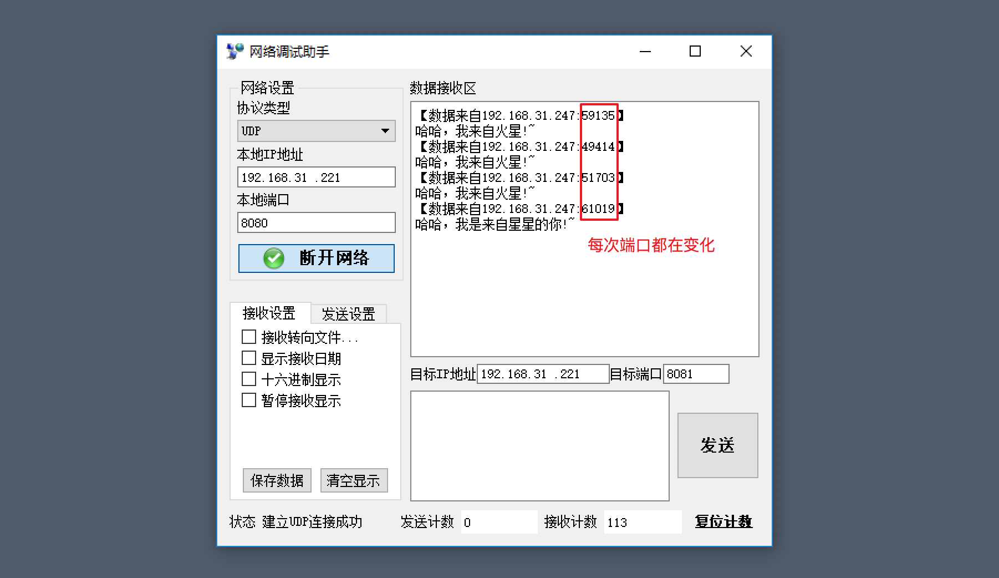 网络调试助手
网络设置
协议类型
UDP
本地IP地址
192.168.31 .221
本地端口
8080
断开网络
接收设置
发送设置
接收转向文件...
显示接收日期
十六进制显示
暂停接收显示
保存数据
清空显示
数据接收区
【数据来自192.168.31.247:59135】
哈哈，我来自火星!~
【数据来自192.168.31.247:49414】
哈哈，我来自火星!~
【数据来自192.168.31.247:51703】
哈哈，我来自火星!~
【数据来自192.168.31.247:61019】
哈哈，我是来自星星的你!~
每次端口都在变化
目标IP地址 192.168.31 .221 目标端口 8081
发送
状态 建立UDP连接成功 发送计数 0 接收计数 113 复位计数